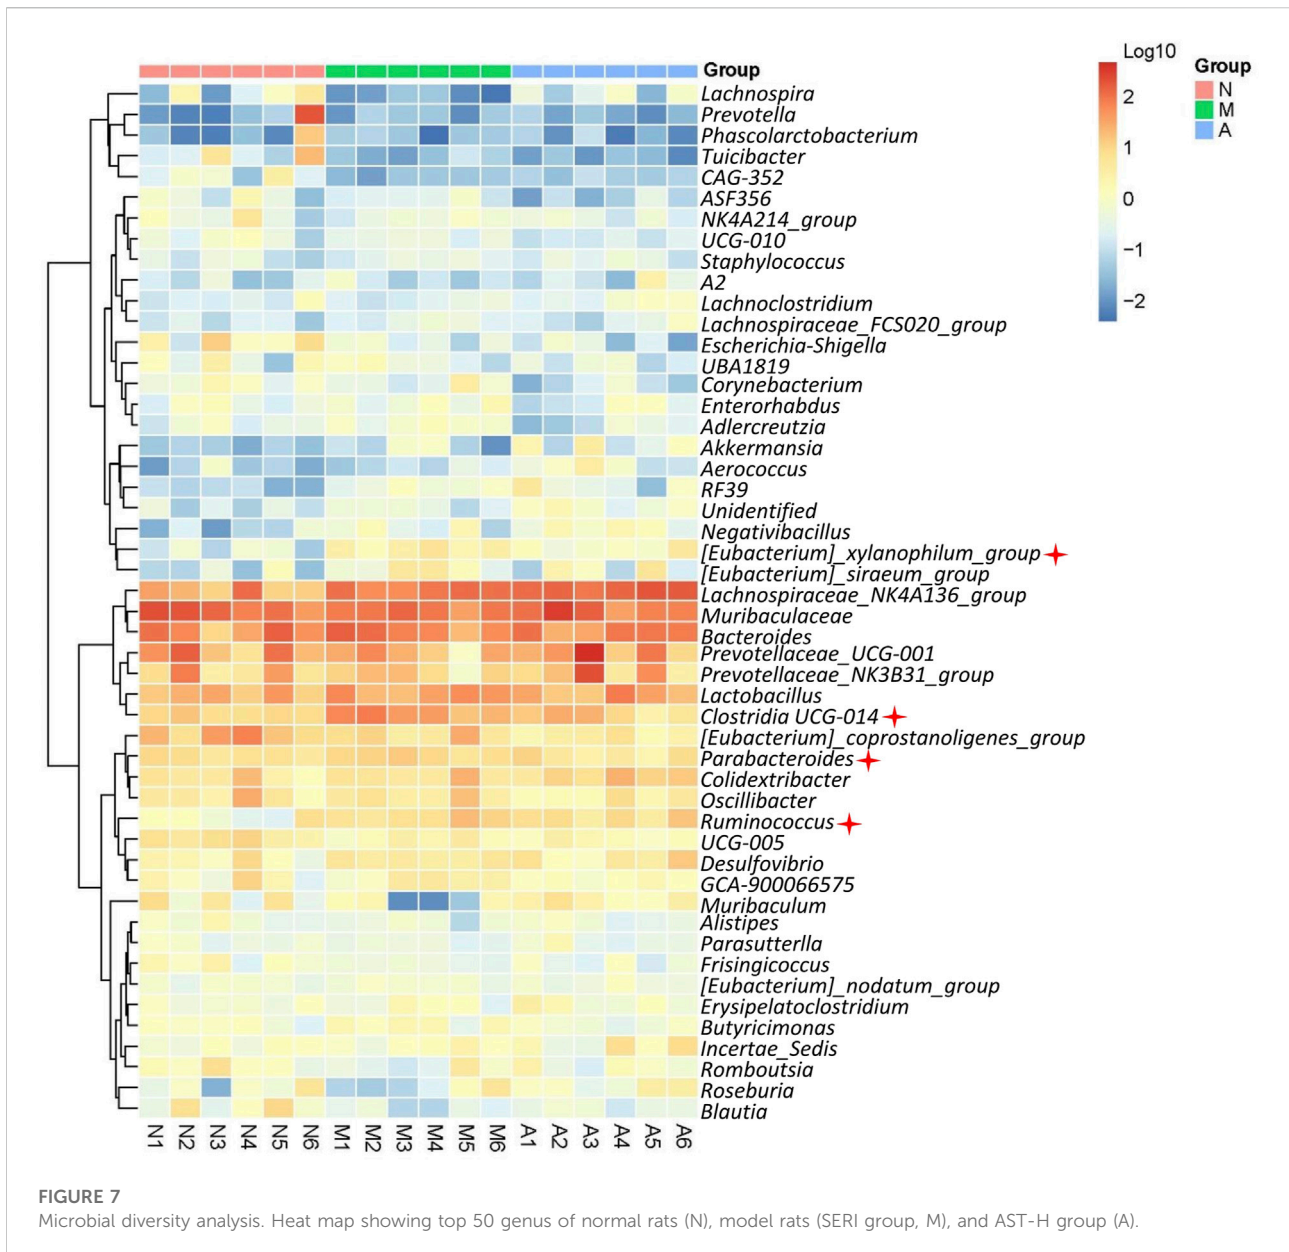 Group
Lachnospira
Prevotella
Phascolarctobacterium
Tuicibacter
CAG-352
ASF356
NK4A214_group
UCG-010
Staphylococcus
A2
Lachnoclostridium
Lachnospiraceae_FCS020_group
Escherichia-Shigella
UBA1819
Corynebacterium
Enterorhabdus
Adlercreutzia
Akkermansia
Aerococcus
RF39
Unidentified
Negativibacillus
[Eubacterium]_xylanophilum_group
[Eubacterium]_siraeum_group
Lachnospiraceae_NK4A136_group
Muribaculaceae
Bacteroides
Prevotellaceae_UCG-001
Prevotellaceae_NK3B31_group
Lactobacillus
Clostridia UCG-014
[Eubacterium]_coprostanoligenes_group
Parabacteroides
Colidextribacter
Oscillibacter
Ruminococcus
UCG-005
Desulfovibrio
GCA-900066575
Muribaculum
Alistipes
Parasutterlla
Frisingicoccus
[Eubacterium]_nodatum_group
Erysipelatoclostridium
Butyricimonas
Incertae_Sedis
Romboutsia
Roseburia
Blautia
Log10
2
1
0
−1
−2
Group
N
M
A
N1 N2 N3 N4 N5 N6 M1 M2 M3 M4 M5 M6 A1 A2 A3 A4 A5 A6
FIGURE 7
Microbial diversity analysis. Heat map showing top 50 genus of normal rats (N), model rats (SERI group, M), and AST-H group (A).